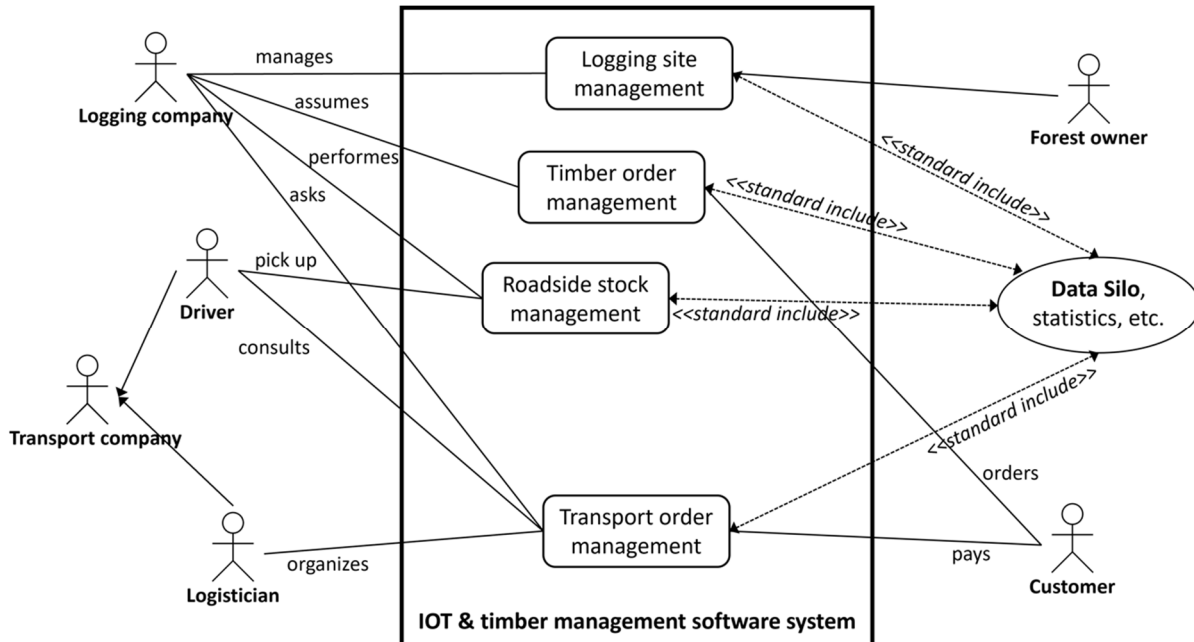 manages
Logging site
management
Logging company
assumes
Forest owner
performes
Timber order
management
<<standard include>>
<<standard include>>
asks
pick up
Driver
Roadside stock
management
<<standard include>>
Data Silo,
statistics, etc.
consults
Transport company
<<standard include>>
orders
Transport order
management
organizes
Logistician
pays
Customer
IOT & timber management software system